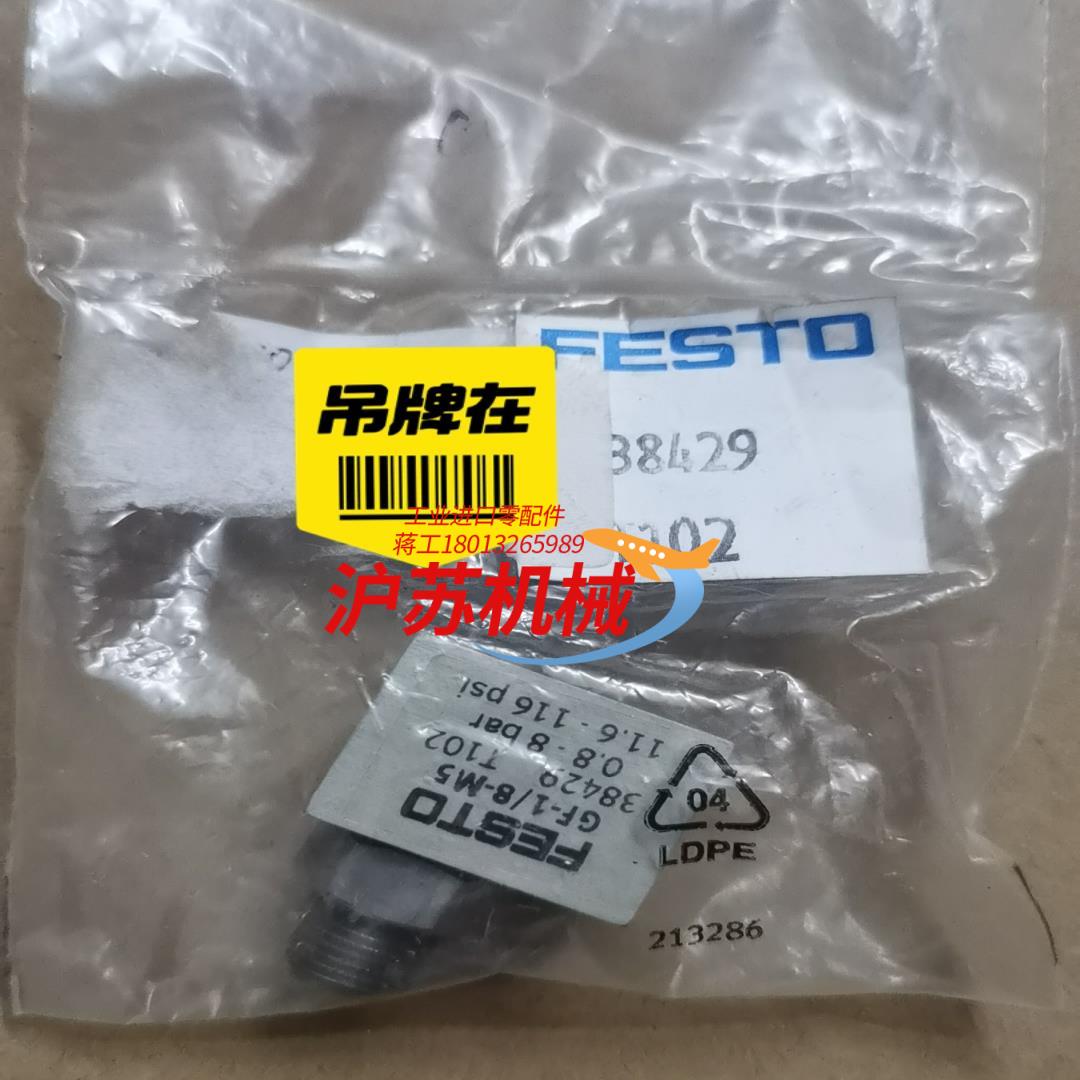 FESTO
吊牌在
38429
T102
工业进口零配件
蒋工18013265989
沪苏机械
FESTO
GF-1/8-M5
38429 T102
0.8 - 8 bar
11.6 - 116 psi
04
LDPE
213286